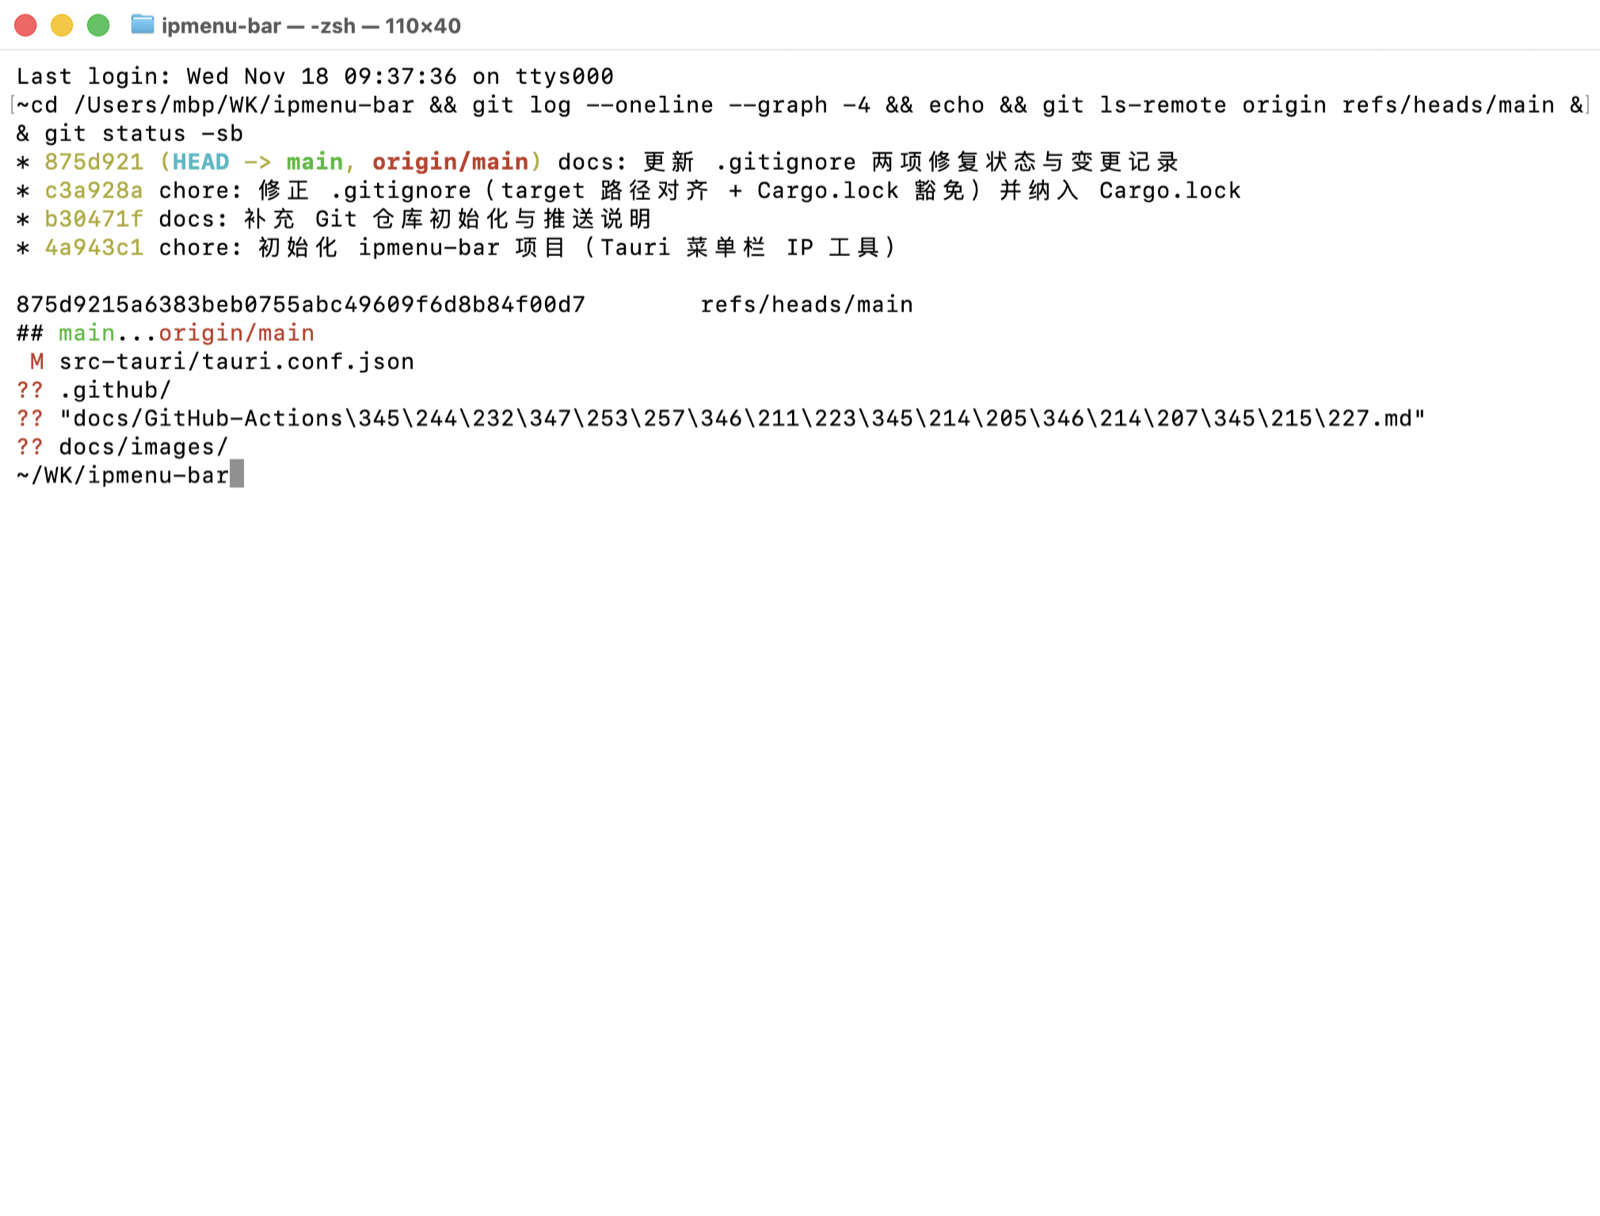 ipmenu-bar — -zsh — 110×40
Last login: Wed Nov 18 09:37:36 on ttys000
[~cd /Users/mbp/WK/ipmenu-bar && git log --oneline --graph -4 && echo && git ls-remote origin refs/heads/main &]
& git status -sb
* 875d921 (HEAD -> main, origin/main) docs: 更新 .gitignore 两项修复状态与变更记录
* c3a928a chore: 修正 .gitignore（target 路径对齐 + Cargo.lock 豁免）并纳入 Cargo.lock
* b30471f docs: 补充 Git 仓库初始化与推送说明
* 4a943c1 chore: 初始化 ipmenu-bar 项目（Tauri 菜单栏 IP 工具）
875d9215a6383beb0755abc49609f6d8b84f00d7	refs/heads/main
## main...origin/main
 M src-tauri/tauri.conf.json
?? .github/
?? "docs/GitHub-Actions\345\244\232\347\253\257\346\211\223\345\214\205\346\214\207\345\215\227.md"
?? docs/images/
~/WK/ipmenu-bar